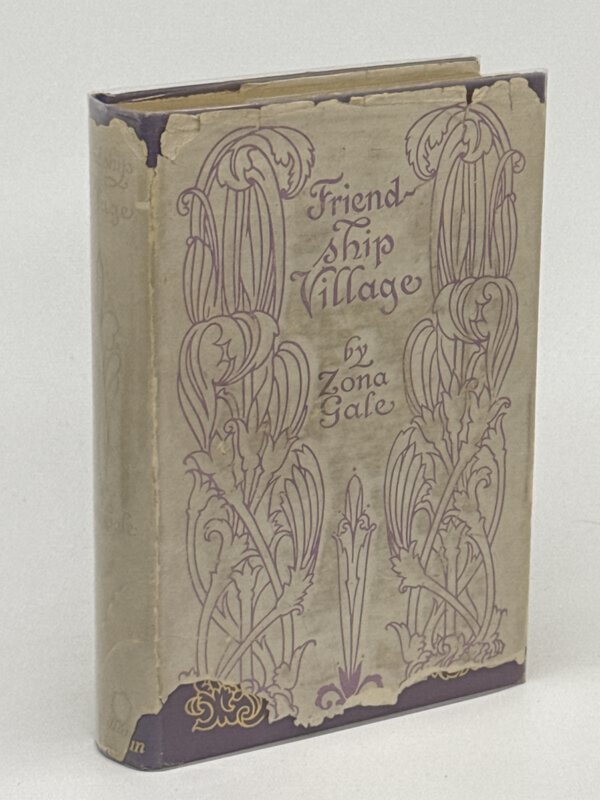 Friend-
ship
Village
by
Zona
Gale